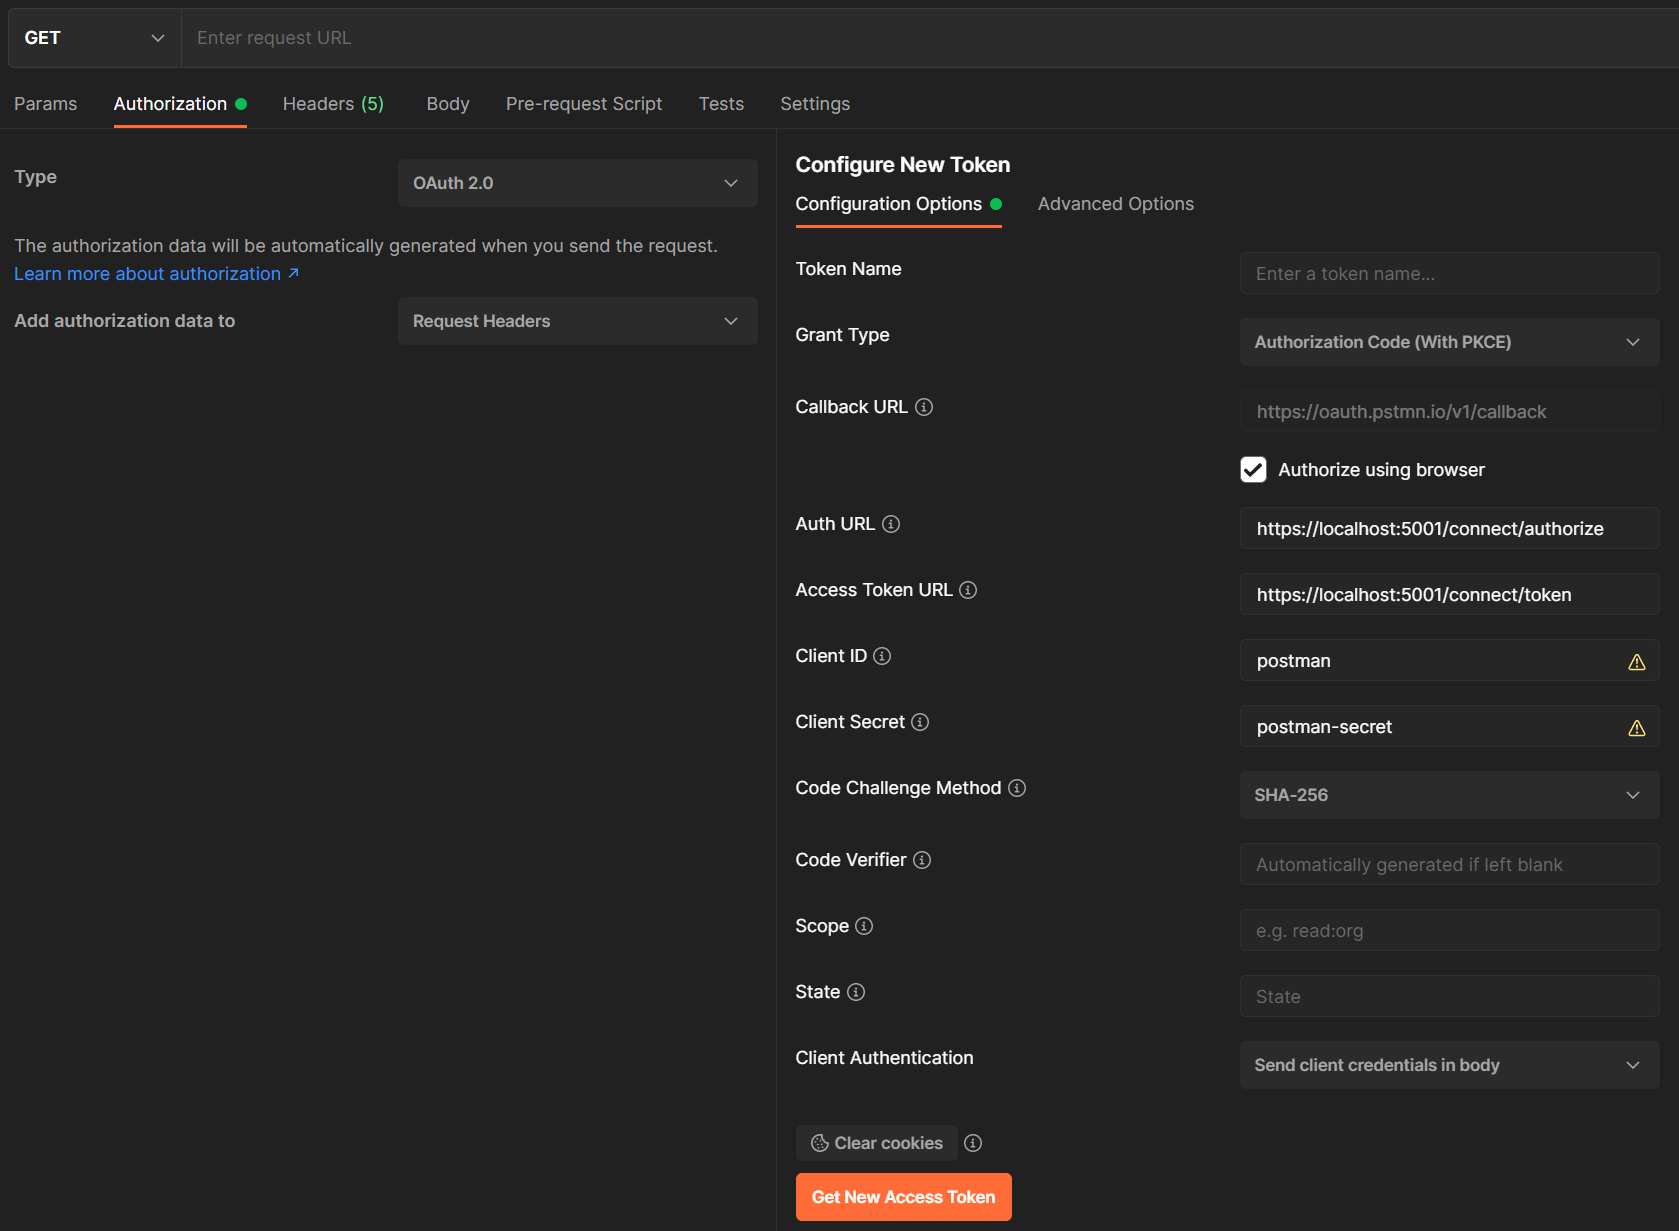 GET
Enter request URL
Params
Authorization
Headers (5)
Body
Pre-request Script
Tests
Settings
Type
OAuth 2.0
The authorization data will be automatically generated when you send the request.
Learn more about authorization ↗
Add authorization data to
Request Headers
Configure New Token
Configuration Options
Advanced Options
Token Name
Enter a token name...
Grant Type
Authorization Code (With PKCE)
Callback URL
https://oauth.pstmn.io/v1/callback
Authorize using browser
Auth URL
https://localhost:5001/connect/authorize
Access Token URL
https://localhost:5001/connect/token
Client ID
postman
Client Secret
postman-secret
Code Challenge Method
SHA-256
Code Verifier
Automatically generated if left blank
Scope
e.g. read:org
State
State
Client Authentication
Send client credentials in body
Clear cookies
Get New Access Token